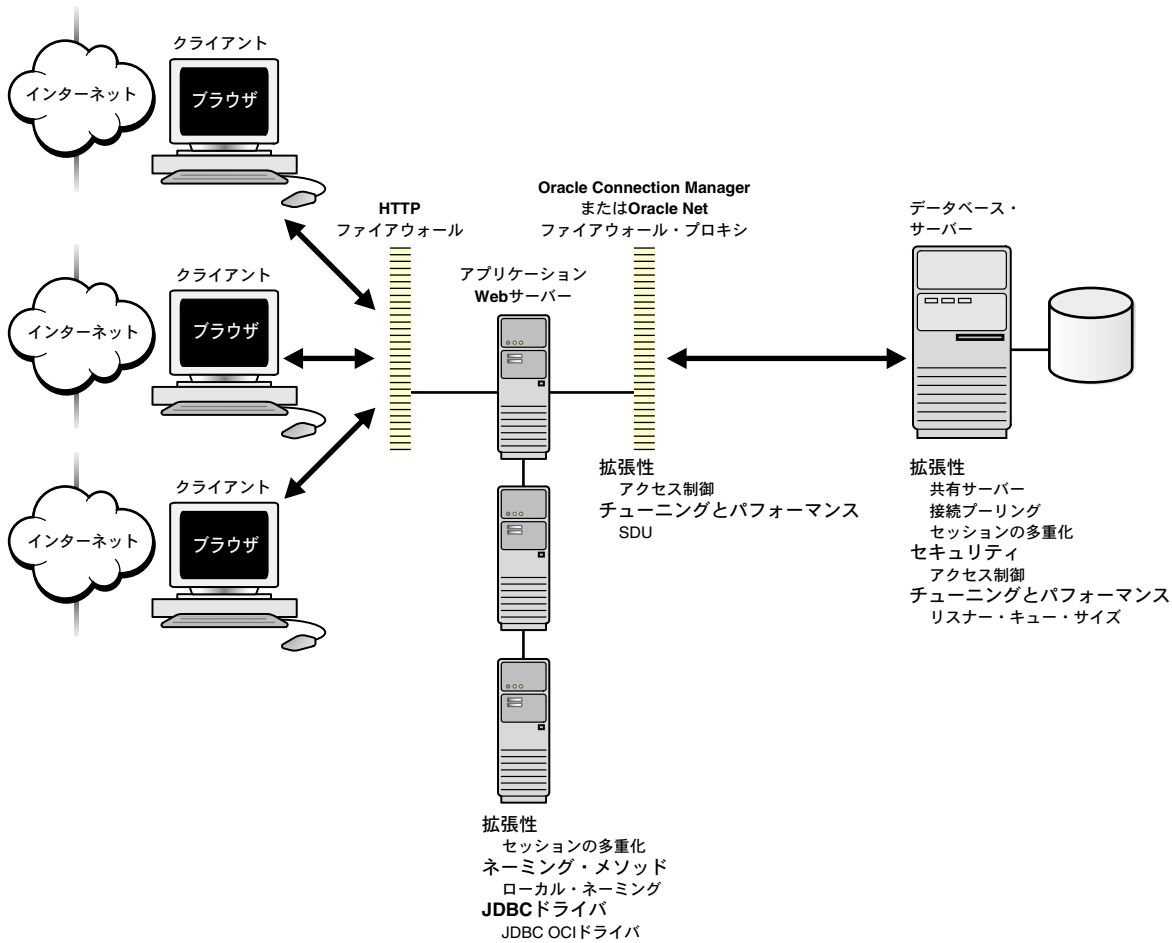 クライアント
インターネット
ブラウザ
クライアント
インターネット
ブラウザ
クライアント
インターネット
ブラウザ
HTTP
ファイアウォール
アプリケーション
Webサーバー
拡張性
セッションの多重化
ネーミング・メソッド
ローカル・ネーミング
JDBCドライバ
JDBC OCIドライバ
Oracle Connection Manager
またはOracle Net
ファイアウォール・プロキシ
拡張性
アクセス制御
チューニングとパフォーマンス
SDU
データベース・
サーバー
拡張性
共有サーバー
接続プーリング
セッションの多重化
セキュリティ
アクセス制御
チューニングとパフォーマンス
リスナー・キュー・サイズ